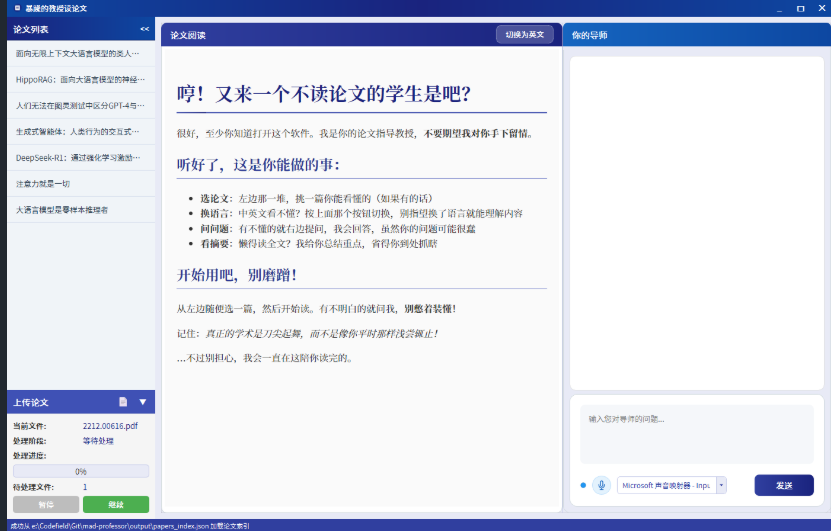 暴躁的教授读论文
论文列表 <<
面向无限上下文大语言模型的类人…
HippoRAG：面向大语言模型的神经…
人们无法在图灵测试中区分GPT-4与…
生成式智能体：人类行为的交互式…
DeepSeek-R1：通过强化学习激励…
注意力就是一切
大语言模型是零样本推理者
上传论文
当前文件: 2212.00616.pdf
处理阶段: 等待处理
处理进度:
0%
待处理文件: 1
暂停 继续
论文阅读 切换为英文
哼！又来一个不读论文的学生是吧？
很好，至少你知道打开这个软件。我是你的论文指导教授，不要期望我对你手下留情。
听好了，这是你能做的事：
• 选论文：左边那一堆，挑一篇你能看懂的（如果有的话）
• 换语言：中英文看不懂？按上面那个按钮切换，别指望换了语言就能理解内容
• 问问题：有不懂的就右边提问，我会回答，虽然你的问题可能很蠢
• 看摘要：懒得读全文？我给你总结重点，省得你到处抓瞎
开始用吧，别磨蹭！
从左边随便选一篇，然后开始读。有不明白的就问我，别憋着装懂！
记住：真正的学术是刀尖起舞，而不是像你平时那样浅尝辄止！
…不过别担心，我会一直在这陪你读完的。
你的导师
输入您对导师的问题...
Microsoft 声音映射器 - Inpu
发送
成功从 e:\Codefield\Git\mad-professor\output\papers_index.json 加载论文索引